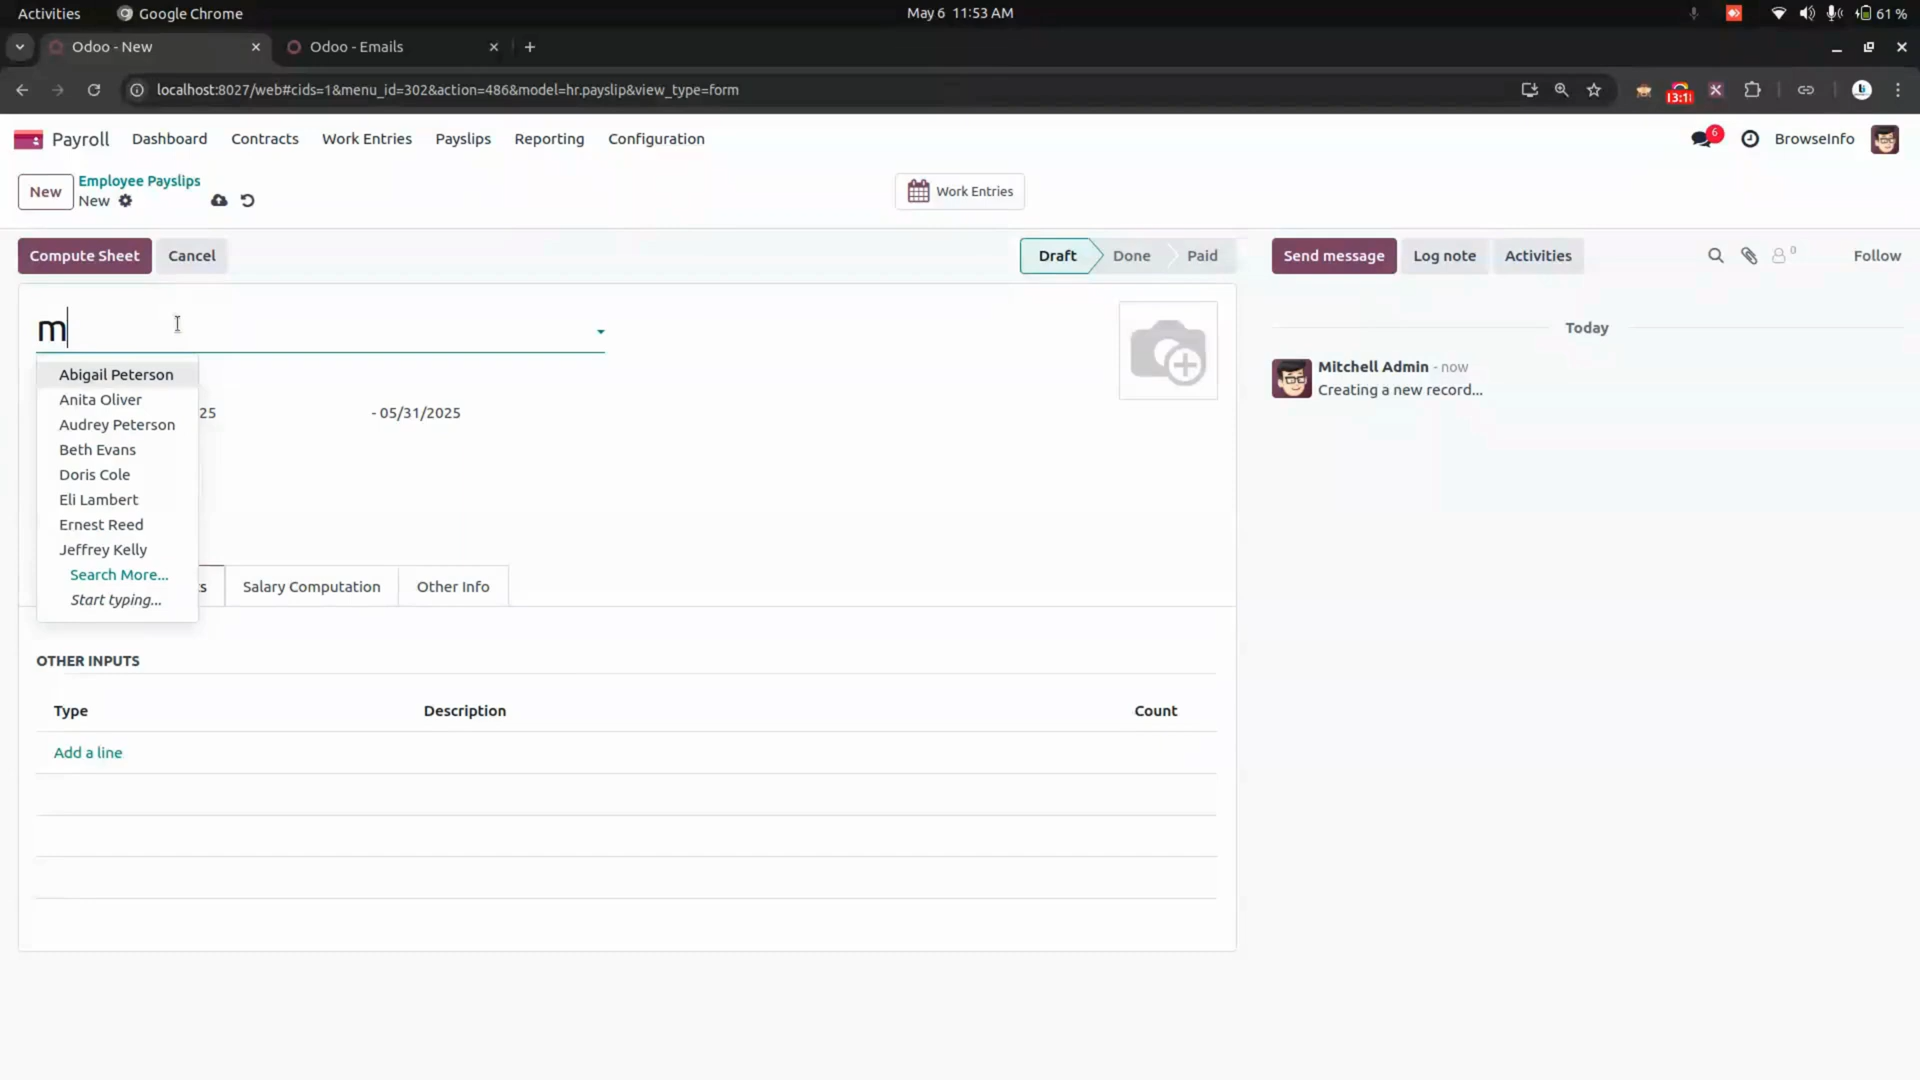 Activities Google Chrome May 6 11:53 AM 61 %
Odoo - New Odoo - Emails
localhost:8027/web#cids=1&menu_id=302&action=486&model=hr.payslip&view_type=form
Payroll Dashboard Contracts Work Entries Payslips Reporting Configuration 6 BrowseInfo
New Employee Payslips
New
Work Entries
Compute Sheet Cancel Draft Done Paid Send message Log note Activities 0 Follow
m
Today
Mitchell Admin - now
Creating a new record...
Abigail Peterson
Anita Oliver
25 - 05/31/2025
Audrey Peterson
Beth Evans
Doris Cole
Eli Lambert
Ernest Reed
Jeffrey Kelly
Search More...
Start typing...
s Salary Computation Other Info
OTHER INPUTS
Type Description Count
Add a line